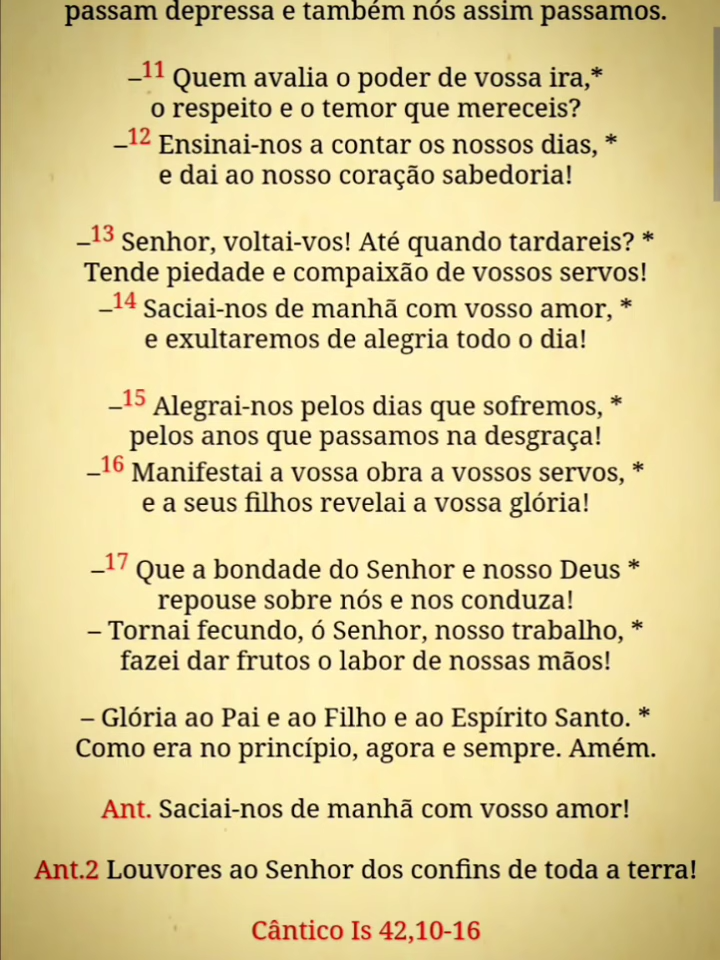 passam depressa e também nós assim passamos.
–11 Quem avalia o poder de vossa ira,*
o respeito e o temor que mereceis?
–12 Ensinai-nos a contar os nossos dias, *
e dai ao nosso coração sabedoria!
–13 Senhor, voltai-vos! Até quando tardareis? *
Tende piedade e compaixão de vossos servos!
–14 Saciai-nos de manhã com vosso amor, *
e exultaremos de alegria todo o dia!
–15 Alegrai-nos pelos dias que sofremos, *
pelos anos que passamos na desgraça!
–16 Manifestai a vossa obra a vossos servos, *
e a seus filhos revelai a vossa glória!
–17 Que a bondade do Senhor e nosso Deus *
repouse sobre nós e nos conduza!
– Tornai fecundo, ó Senhor, nosso trabalho, *
fazei dar frutos o labor de nossas mãos!
– Glória ao Pai e ao Filho e ao Espírito Santo. *
Como era no princípio, agora e sempre. Amém.
Ant. Saciai-nos de manhã com vosso amor!
Ant.2 Louvores ao Senhor dos confins de toda a terra!
Cântico Is 42,10-16